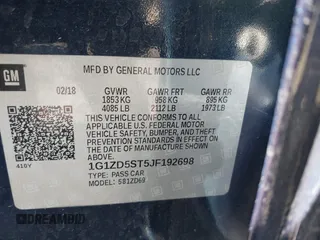 GM
MFD BY GENERAL MOTORS LLC
02/18 GVWR GAWR FRT GAWR RR
1853 KG 958 KG 895 KG
4085 LB 2112 LB 1973 LB
THIS VEHICLE CONFORMS TO ALL
APPLICABLE U.S. FEDERAL MOTOR
VEHICLE SAFETY, BUMPER, AND
THEFT PREVENTION STANDARDS
IN EFFECT ON THE DATE OF
MANUFACTURE SHOWN ABOVE.
1G1ZD5ST5JF192698
TYPE: PASS CAR
MODEL:
410Y